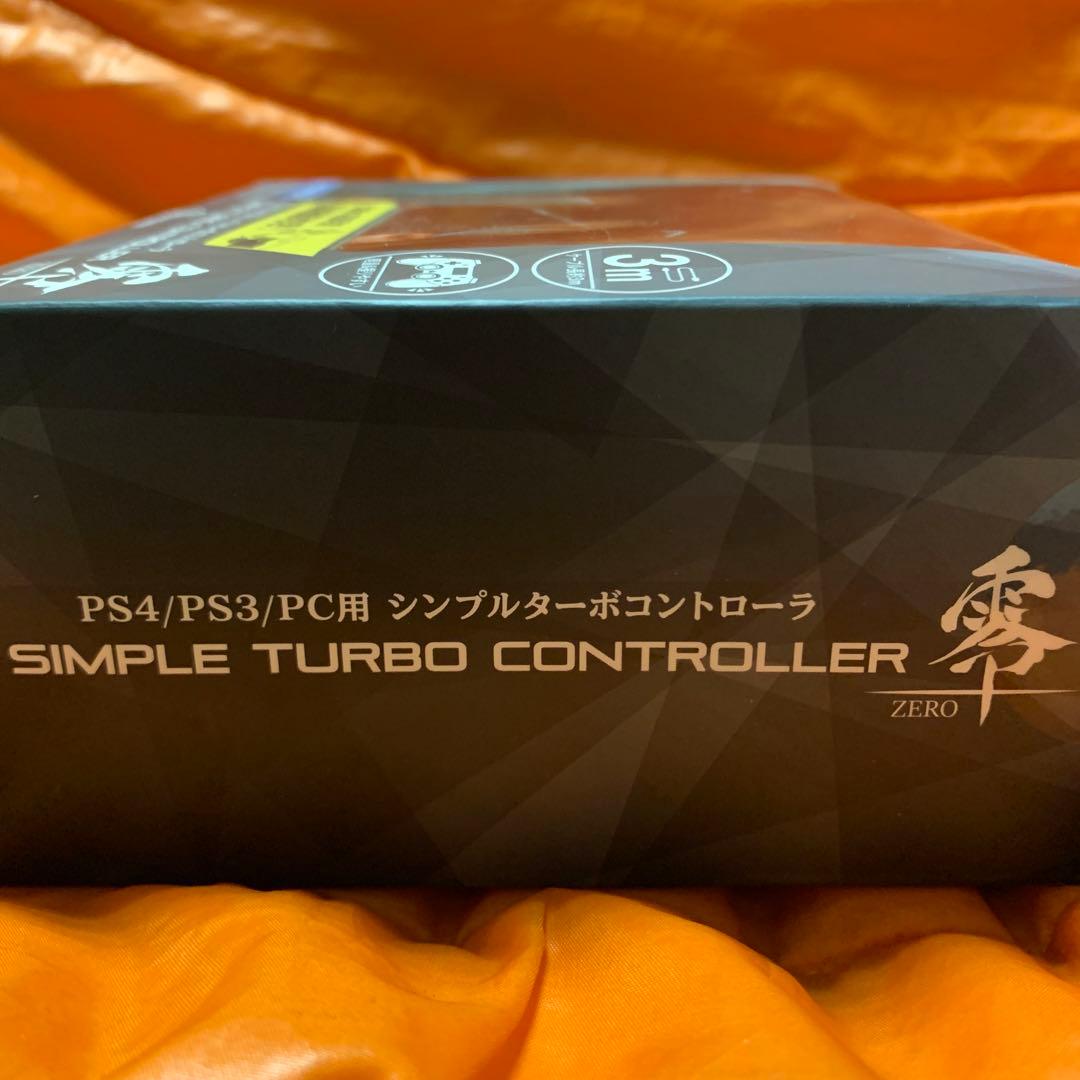 3m
PS4/PS3/PC用 シンプルターボコントローラ
SIMPLE TURBO CONTROLLER 零
ZERO